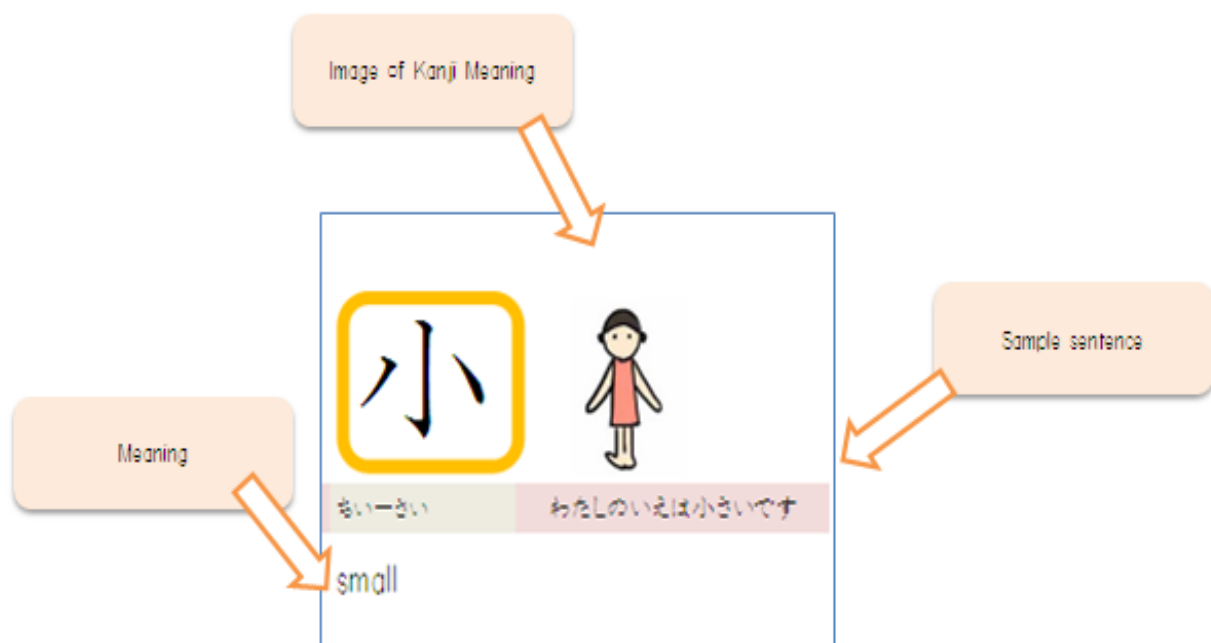 Image of Kanji Meaning
Sample sentence
小
Meaning
ちいーさい わたしのいえは小さいです
small